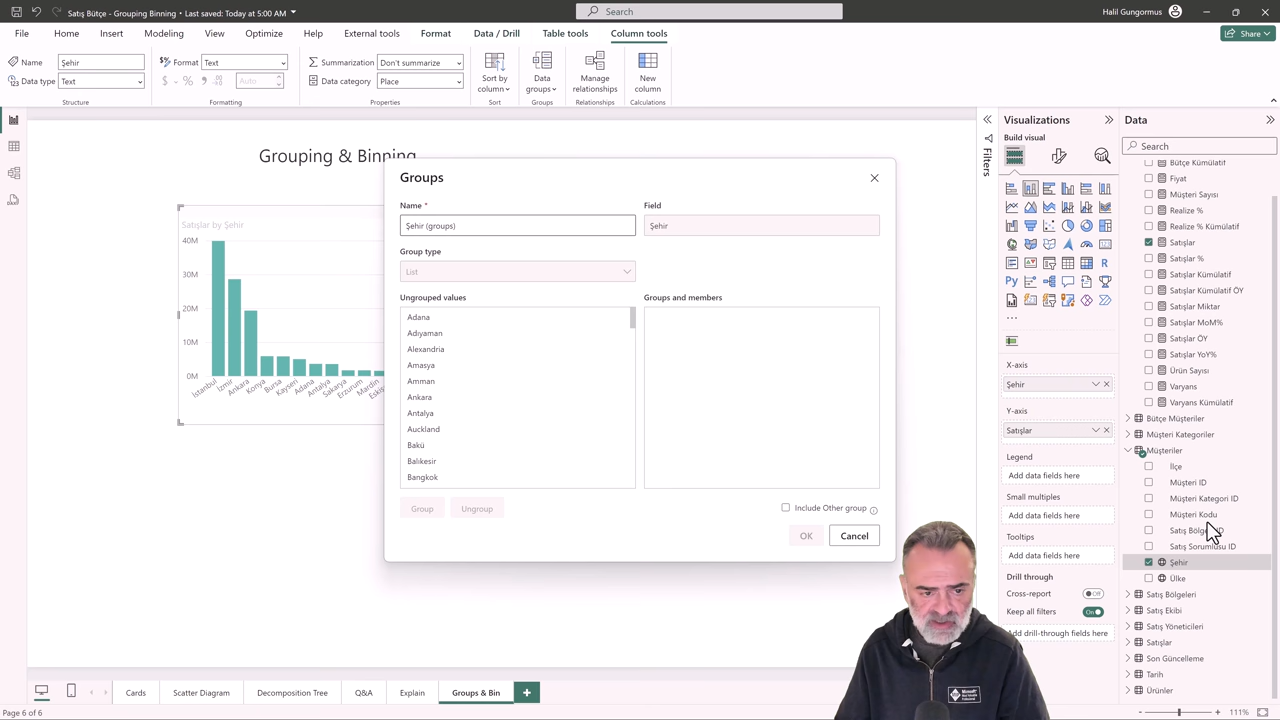 Satış Bütçe - Grouping Binning • Last saved: Today at 5:00 AM
Search
Halil Gungormus
File Home Insert Modeling View Optimize Help External tools Format Data / Drill Table tools Column tools
Share
Name Şehir
Format Text
Summarization Don't summarize
Sort by column
Data groups
Manage relationships
New column
Data type Text
$ % Auto
Data category Place
Structure Formatting Properties Sort Groups Relationships Calculations
Grouping & Binning
Satışlar by Şehir
40M
30M
20M
10M
0M
İstanbul İzmir Ankara Konya Bursa Kayseri Adana Antalya Sakarya Erzurum Mardin
Groups
Name *
Field
Şehir (groups)
Şehir
Group type
List
Ungrouped values
Groups and members
Adana
Adıyaman
Alexandria
Amasya
Amman
Ankara
Antalya
Auckland
Bakü
Balıkesir
Bangkok
Group
Ungroup
Include Other group
OK
Cancel
Filters
Visualizations
Build visual
Py
R
...
X-axis
Şehir
Y-axis
Satışlar
Legend
Add data fields here
Small multiples
Add data fields here
Tooltips
Add data fields here
Drill through
Cross-report
Off
Keep all filters
On
Add drill-through fields here
Data
Search
Bütçe Kümülatif
Fiyat
Müşteri Sayısı
Realize %
Realize % Kümülatif
Satışlar
Satışlar %
Satışlar Kümülatif
Satışlar Kümülatif ÖY
Satışlar Miktar
Satışlar MoM%
Satışlar ÖY
Satışlar YoY%
Ürün Sayısı
Varyans
Varyans Kümülatif
Bütçe Müşteriler
Müşteri Kategoriler
Müşteriler
İlçe
Müşteri ID
Müşteri Kategori ID
Müşteri Kodu
Satış Sorumlusu ID
Şehir
Ülke
Satış Bölgeleri
Satış Ekibi
Satış Yöneticileri
Satışlar
Son Güncelleme
Tarih
Ürünler
Microsoft
Cards
Scatter Diagram
Decomposition Tree
Q&A
Explain
Groups & Bin
Page 6 of 6
111%